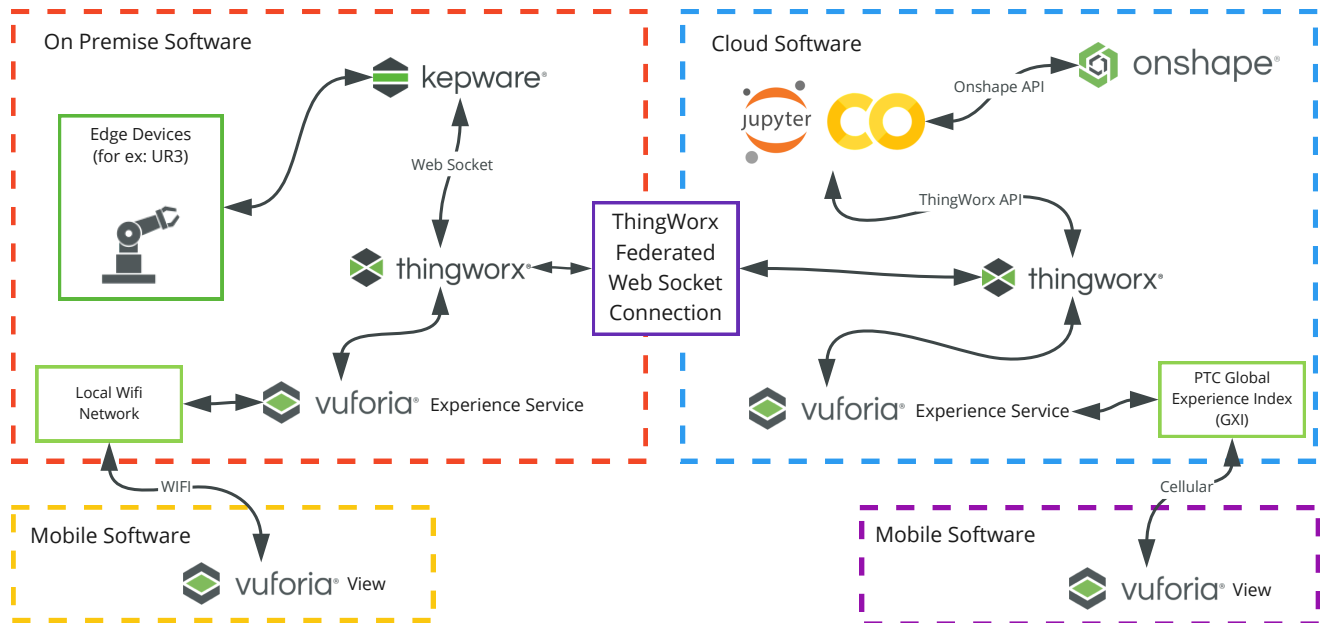 On Premise Software
kepware®
Edge Devices
(for ex: UR3)
Web Socket
thingworx®
Local Wifi
Network
vuforia® Experience Service
WIFI
Mobile Software
vuforia® View
ThingWorx
Federated
Web Socket
Connection
Cloud Software
onshape®
Onshape API
jupyter
ThingWorx API
thingworx®
vuforia® Experience Service
PTC Global
Experience Index
(GXI)
Cellular
Mobile Software
vuforia® View